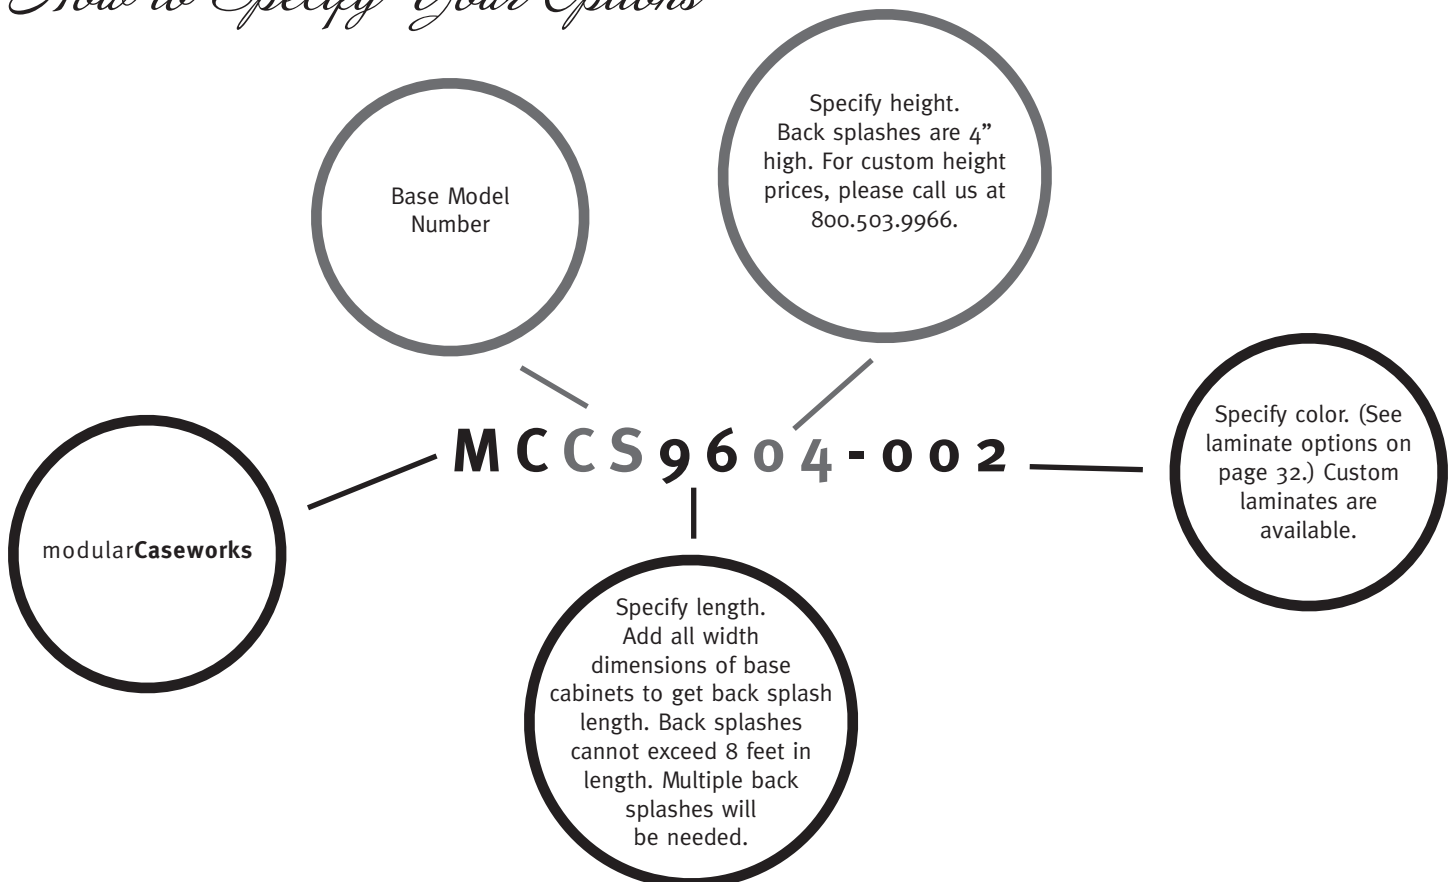 How to Specify Your Options
Specify height.
Back splashes are 4”
high. For custom height
prices, please call us at
800.503.9966.
Base Model
Number
MCCS9604-002
Specify color. (See
laminate options on
page 32.) Custom
laminates are
available.
modularCaseworks
Specify length.
Add all width
dimensions of base
cabinets to get back splash
length. Back splashes
cannot exceed 8 feet in
length. Multiple back
splashes will
be needed.